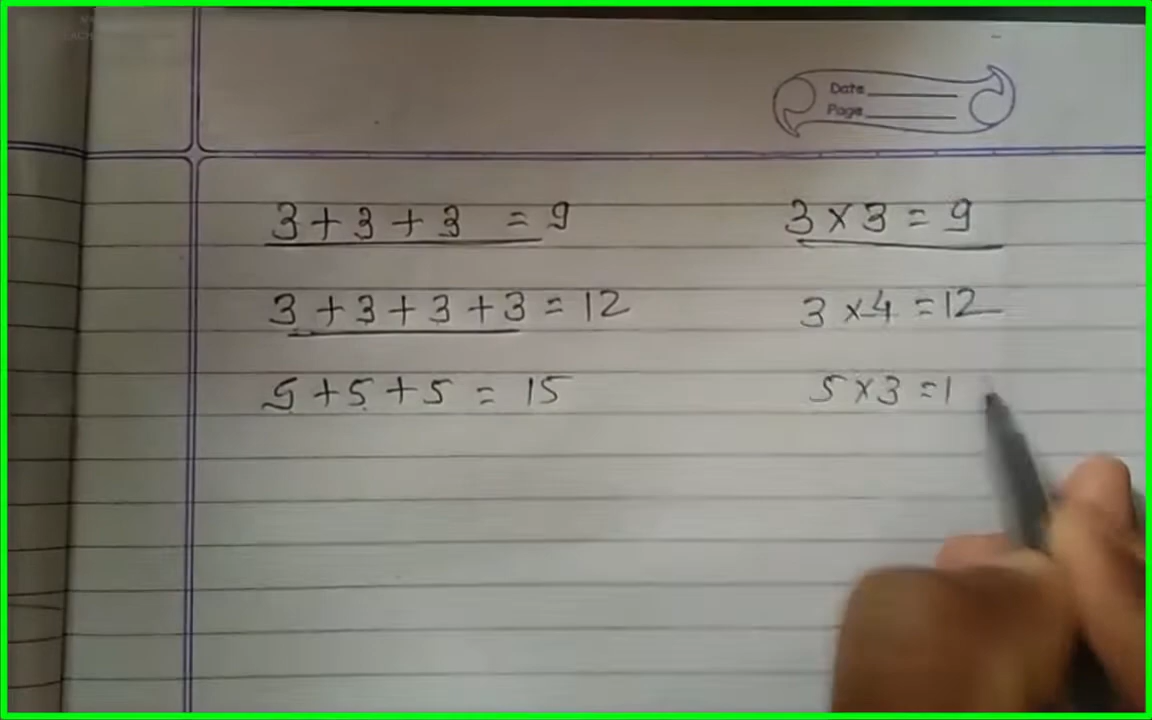 Date
Page
3 + 3 + 3 = 9 3 × 3 = 9
3 + 3 + 3 + 3 = 12 3 × 4 = 12
5 + 5 + 5 = 15 5 × 3 = 1